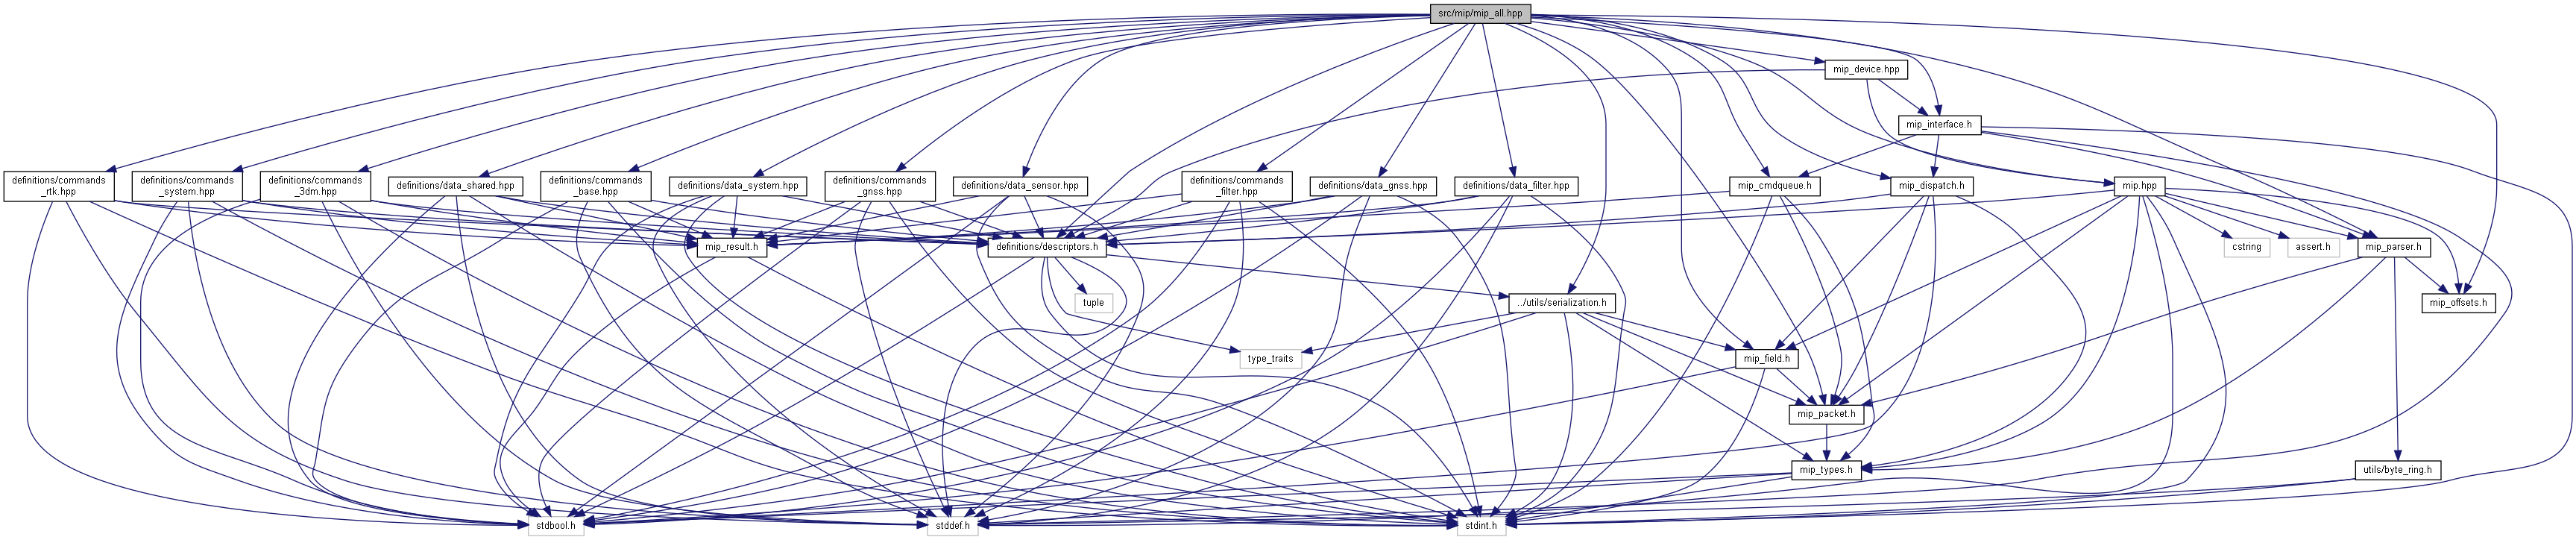 src/mip/mip_all.hpp
mip_device.hpp
mip_interface.h
definitions/commands
_rtk.hpp
definitions/commands
_system.hpp
definitions/commands
_3dm.hpp
definitions/data_shared.hpp
definitions/commands
_base.hpp
definitions/data_system.hpp
definitions/commands
_gnss.hpp
definitions/data_sensor.hpp
definitions/commands
_filter.hpp
definitions/data_gnss.hpp
definitions/data_filter.hpp
mip_cmdqueue.h
mip_dispatch.h
mip.hpp
mip_result.h
definitions/descriptors.h
cstring
assert.h
mip_parser.h
tuple
../utils/serialization.h
mip_offsets.h
type_traits
mip_field.h
mip_packet.h
mip_types.h
utils/byte_ring.h
stdbool.h
stddef.h
stdint.h